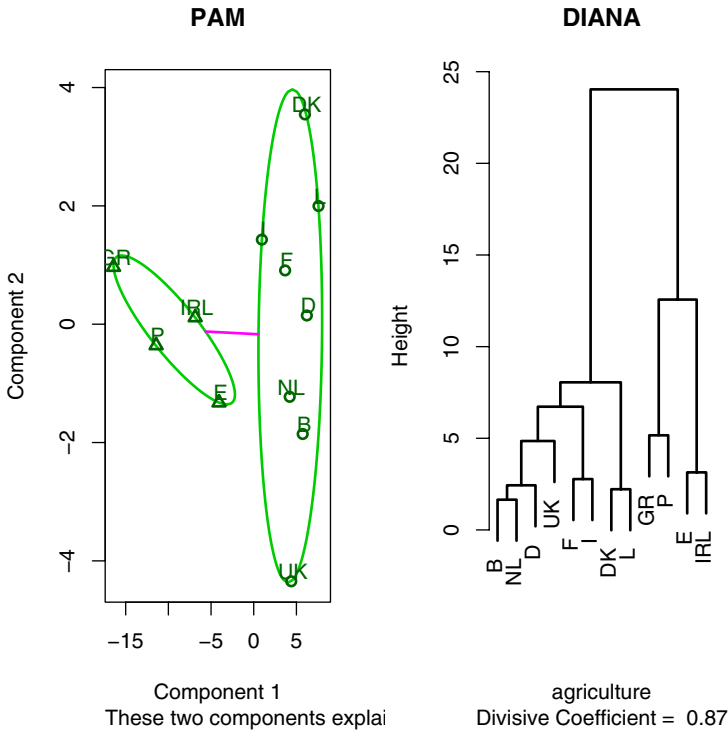 PAM
DIANA
Component 2
4
2
0
−2
−4
DK
L
I
F
D
NL
B
UK
GR
IRL
P
E
−15
−5
0
5
Component 1
These two components explai
Height
25
20
15
10
5
0
B
NL
D
UK
F
I
DK
L
GR
P
E
IRL
agriculture
Divisive Coefficient = 0.87